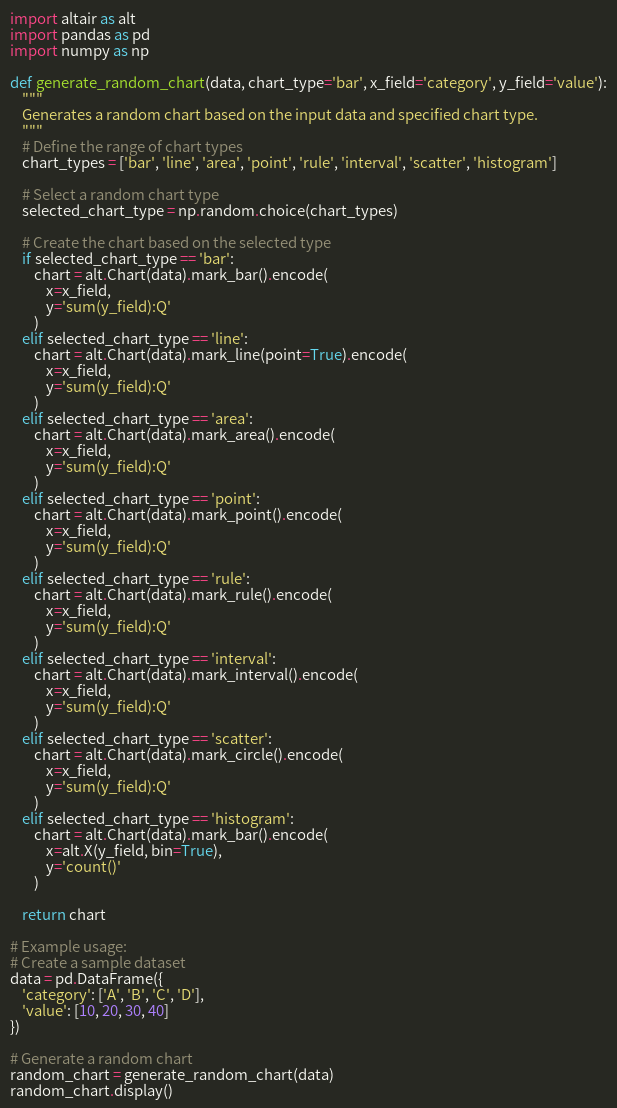 import altair as alt
import pandas as pd
import numpy as np

def generate_random_chart(data, chart_type='bar', x_field='category', y_field='value'):
    """
    Generates a random chart based on the input data and specified chart type.
    """
    # Define the range of chart types
    chart_types = ['bar', 'line', 'area', 'point', 'rule', 'interval', 'scatter', 'histogram']

    # Select a random chart type
    selected_chart_type = np.random.choice(chart_types)

    # Create the chart based on the selected type
    if selected_chart_type == 'bar':
        chart = alt.Chart(data).mark_bar().encode(
            x=x_field,
            y='sum(y_field):Q'
        )
    elif selected_chart_type == 'line':
        chart = alt.Chart(data).mark_line(point=True).encode(
            x=x_field,
            y='sum(y_field):Q'
        )
    elif selected_chart_type == 'area':
        chart = alt.Chart(data).mark_area().encode(
            x=x_field,
            y='sum(y_field):Q'
        )
    elif selected_chart_type == 'point':
        chart = alt.Chart(data).mark_point().encode(
            x=x_field,
            y='sum(y_field):Q'
        )
    elif selected_chart_type == 'rule':
        chart = alt.Chart(data).mark_rule().encode(
            x=x_field,
            y='sum(y_field):Q'
        )
    elif selected_chart_type == 'interval':
        chart = alt.Chart(data).mark_interval().encode(
            x=x_field,
            y='sum(y_field):Q'
        )
    elif selected_chart_type == 'scatter':
        chart = alt.Chart(data).mark_circle().encode(
            x=x_field,
            y='sum(y_field):Q'
        )
    elif selected_chart_type == 'histogram':
        chart = alt.Chart(data).mark_bar().encode(
            x=alt.X(y_field, bin=True),
            y='count()'
        )

    return chart

# Example usage:
# Create a sample dataset
data = pd.DataFrame({
    'category': ['A', 'B', 'C', 'D'],
    'value': [10, 20, 30, 40]
})

# Generate a random chart
random_chart = generate_random_chart(data)
random_chart.display()